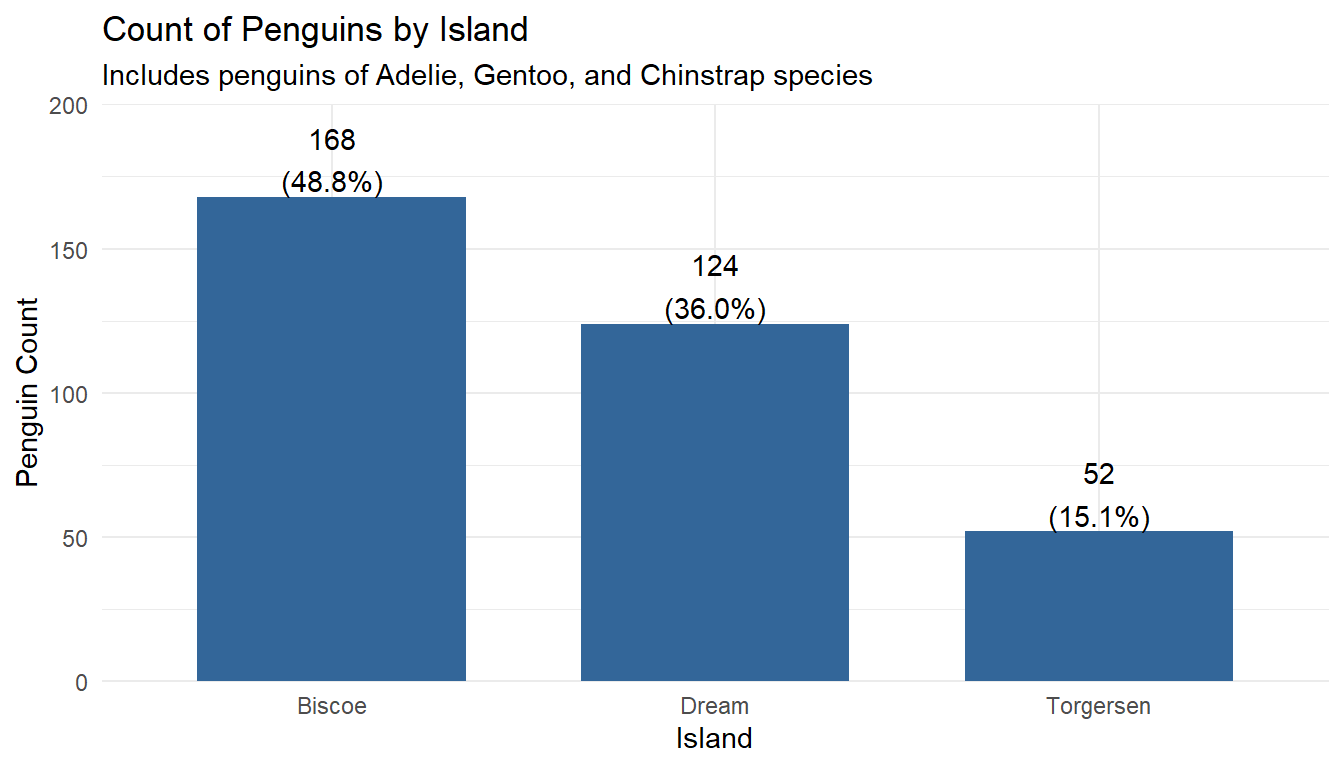 Count of Penguins by Island
Includes penguins of Adelie, Gentoo, and Chinstrap species
200
150
100
50
0
Penguin Count
168
(48.8%)
124
(36.0%)
52
(15.1%)
Biscoe
Dream
Torgersen
Island